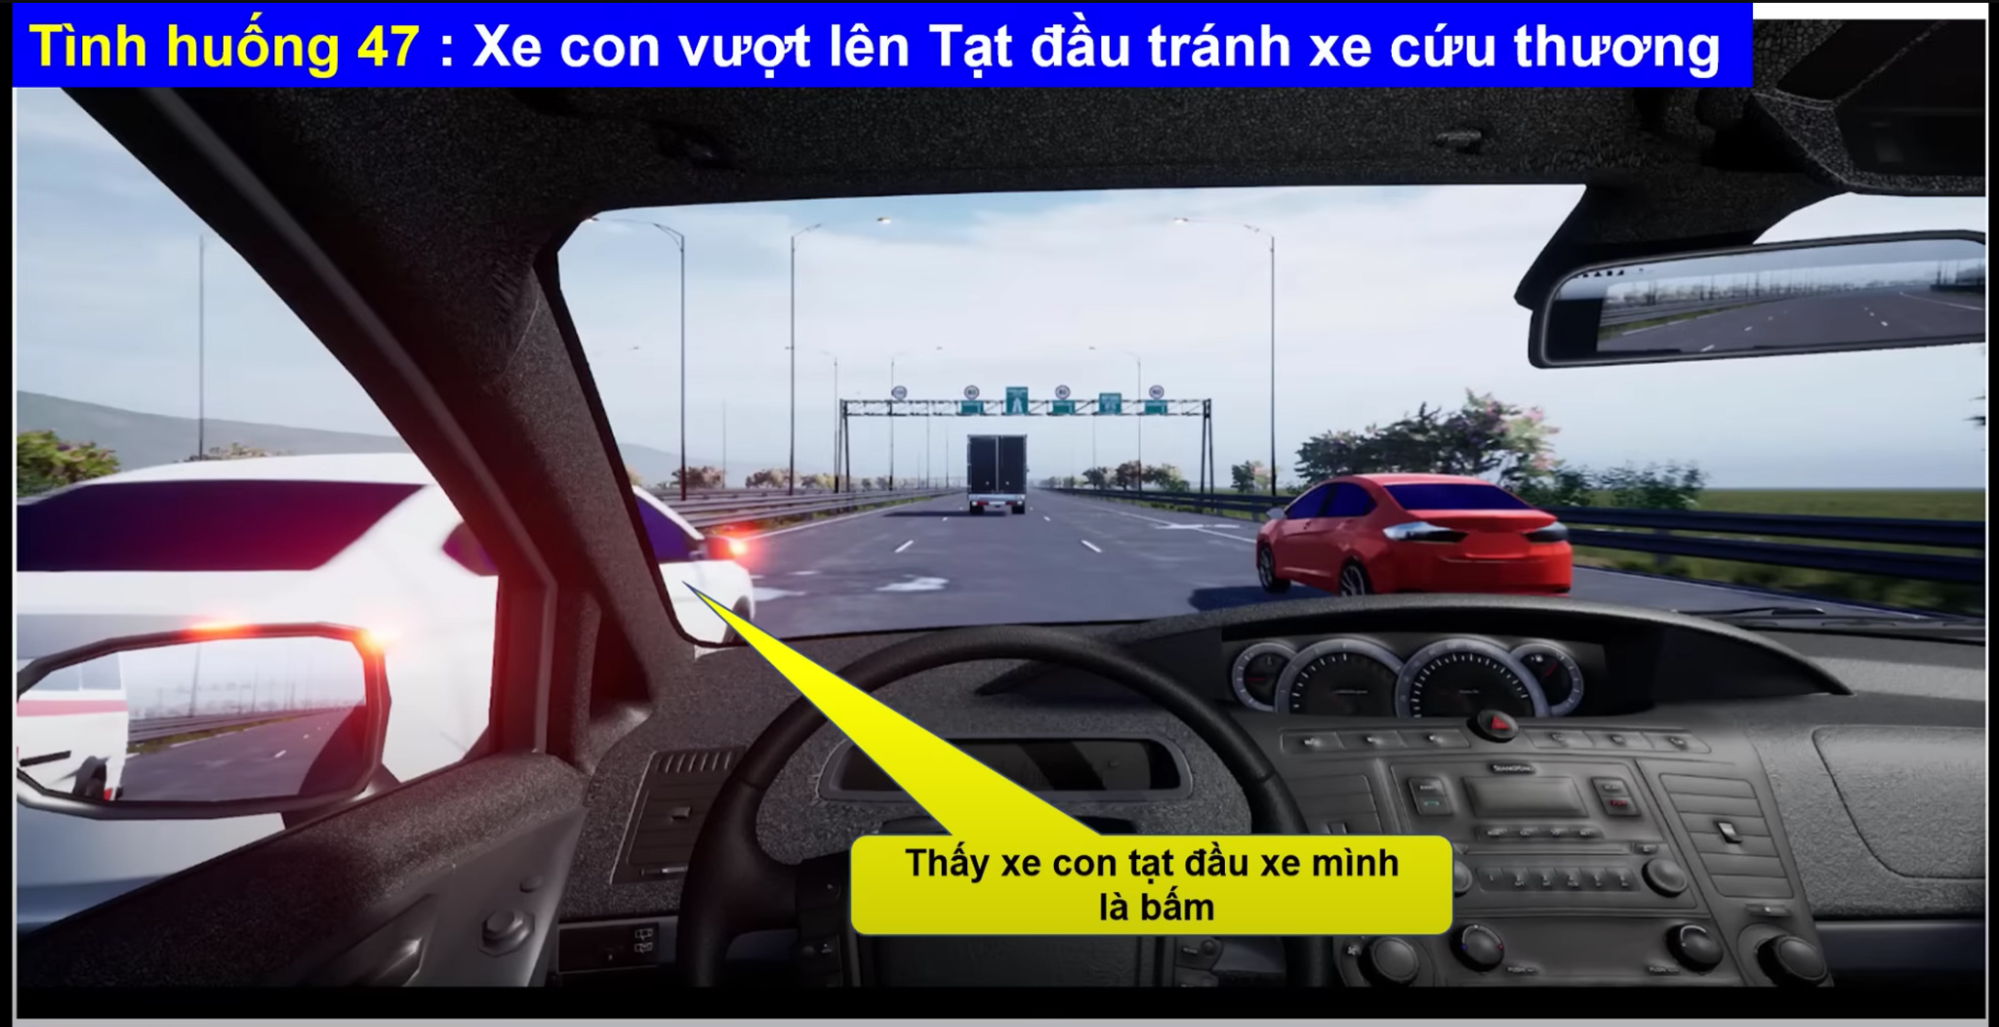 Tình huống 47 : Xe con vượt lên Tạt đầu tránh xe cứu thương
Thấy xe con tạt đầu xe mình
là bấm